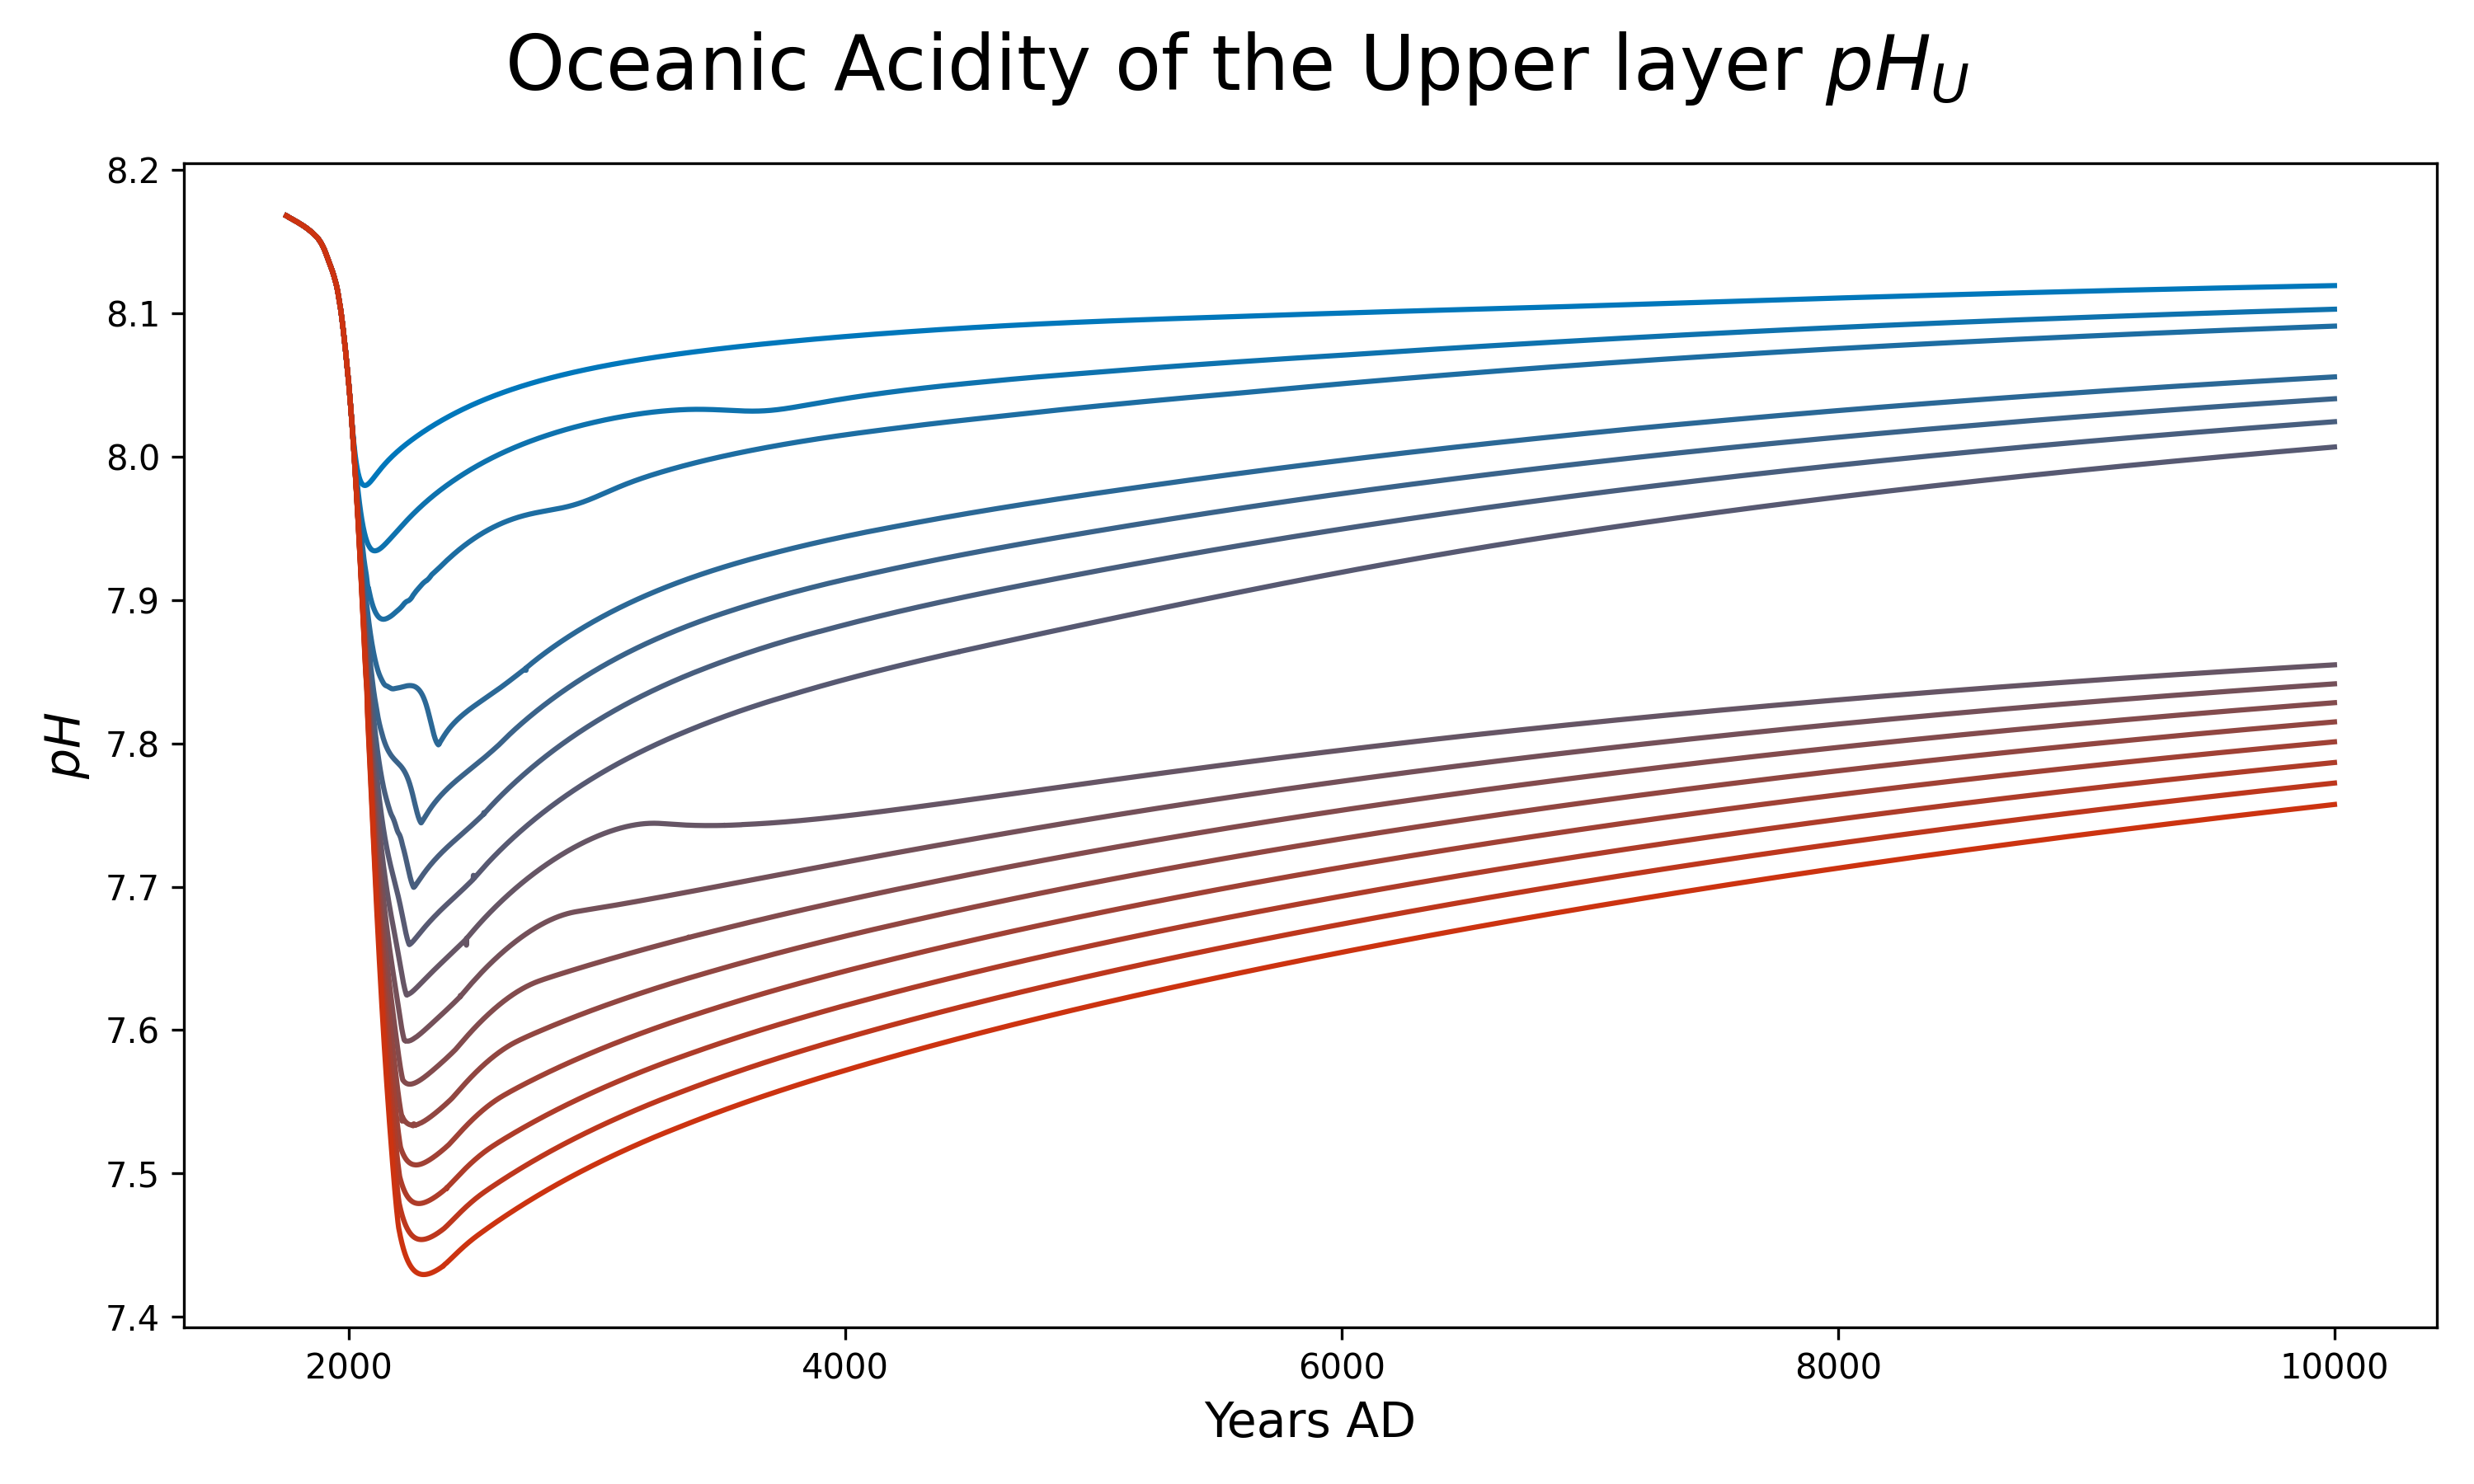 Oceanic Acidity of the Upper layer pH_U
8.2
8.1
8.0
7.9
7.8
7.7
7.6
7.5
7.4
pH
2000 4000 6000 8000 10000
Years AD